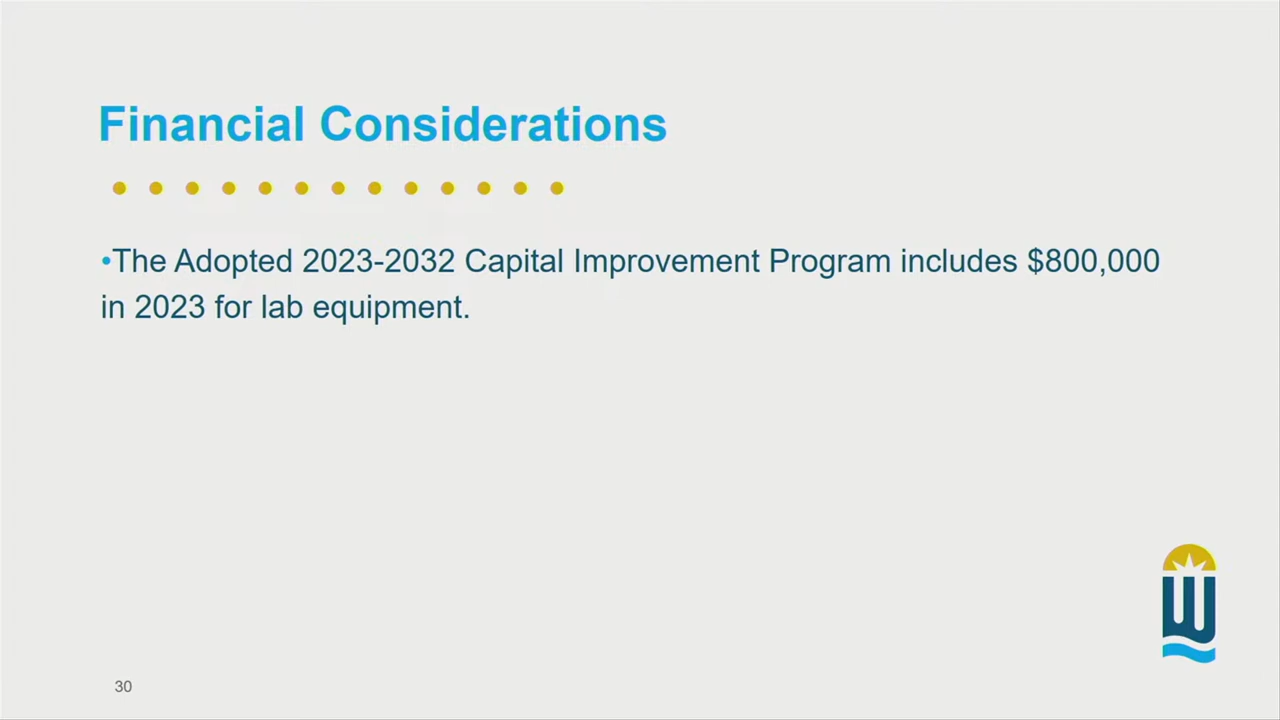 Financial Considerations
•The Adopted 2023-2032 Capital Improvement Program includes $800,000
in 2023 for lab equipment.
W
30